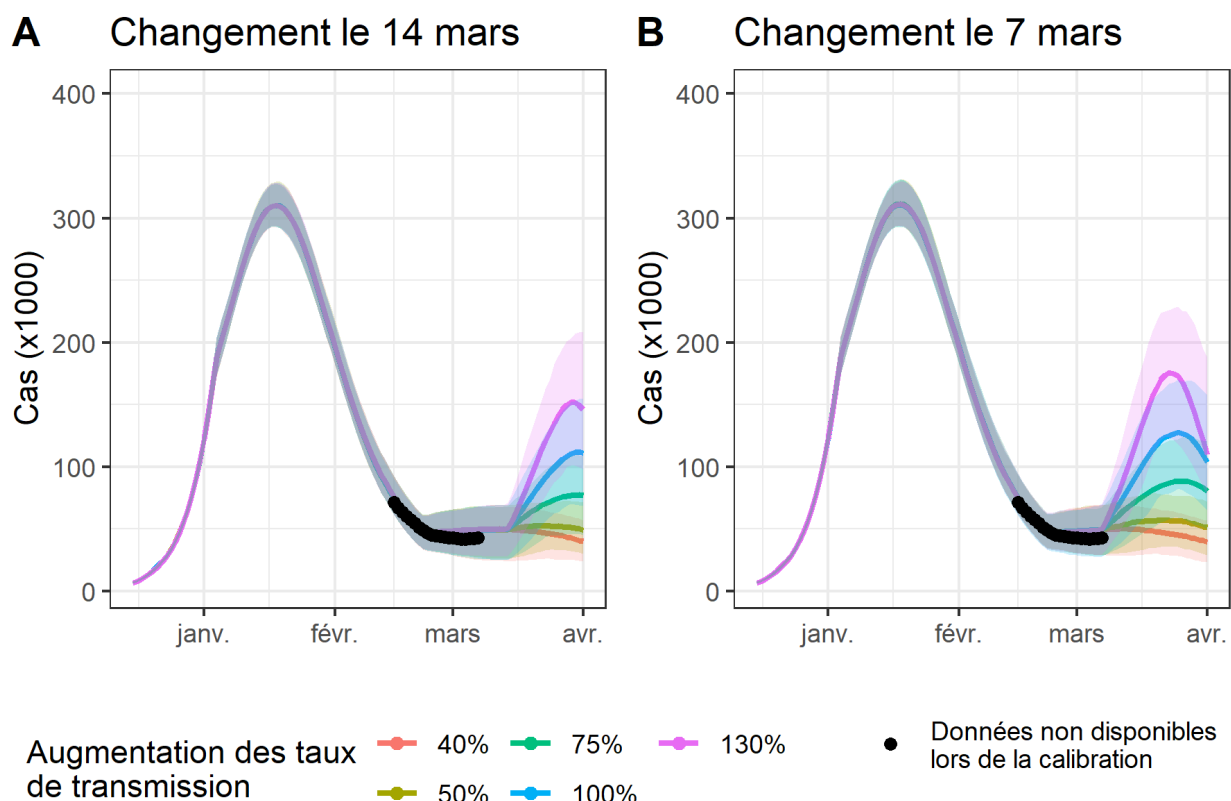 A Changement le 14 mars
B Changement le 7 mars
Cas (x1000)
400
300
200
100
0
janv. févr. mars avr.
Cas (x1000)
400
300
200
100
0
janv. févr. mars avr.
Augmentation des taux
de transmission
40% 75% 130%
50% 100%
Données non disponibles
lors de la calibration